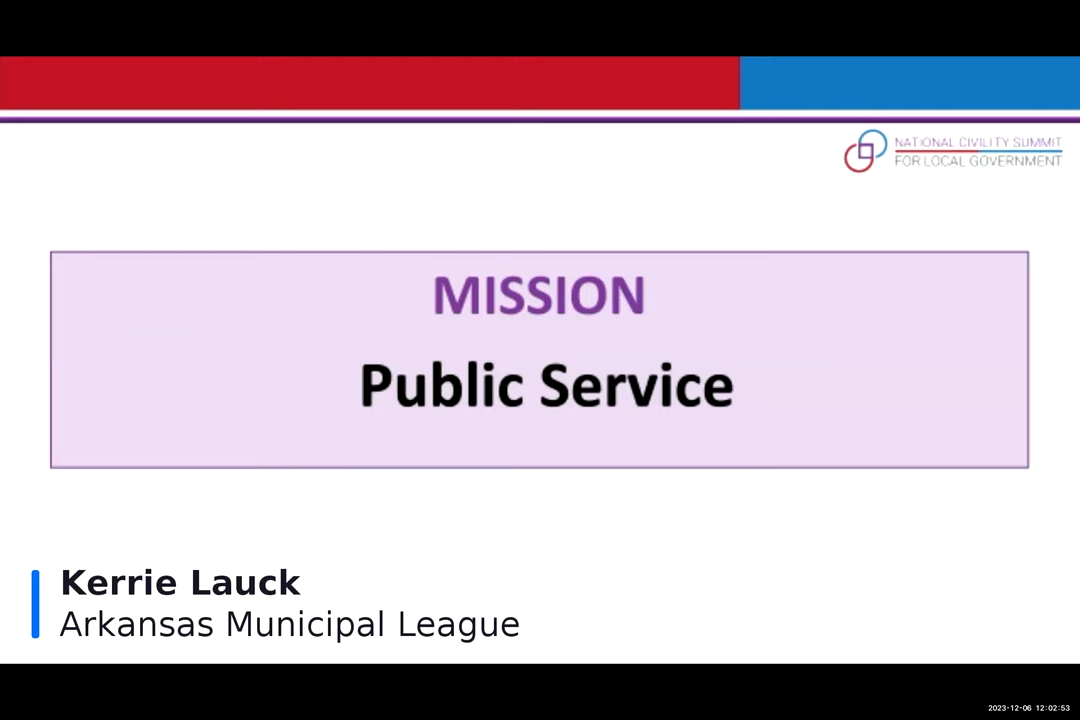 NATIONAL CIVILITY SUMMIT
FOR LOCAL GOVERNMENT
MISSION
Public Service
Kerrie Lauck
Arkansas Municipal League
2023-12-06 12:02:53